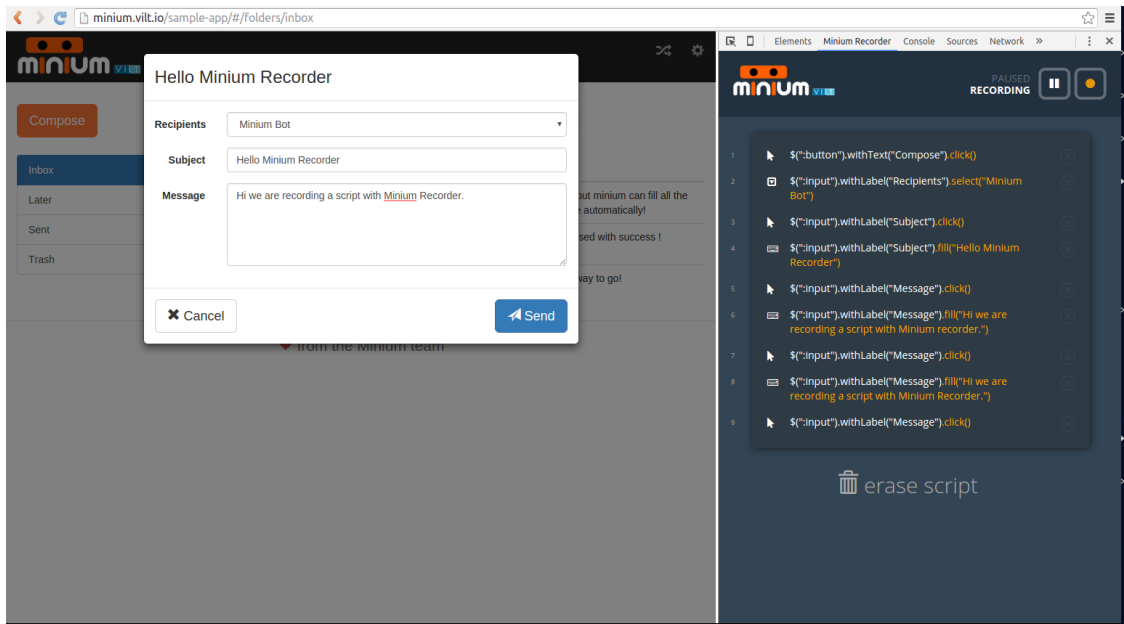 minium.vilt.io/sample-app/#/folders/inbox
minium VILT
Compose
Inbox
Later
Sent
Trash
Hello Minium Recorder
Recipients Minium Bot
Subject Hello Minium Recorder
Message Hi we are recording a script with Minium Recorder.
Cancel Send
out minium can fill all the
automatically!
sed with success !
way to go!
from the Minium team
Elements Minium Recorder Console Sources Network »
minium VILT
PAUSED
RECORDING
1 $(":button").withText("Compose").click()
2 $(":input").withLabel("Recipients").select("Minium
Bot")
3 $(":input").withLabel("Subject").click()
4 $(":input").withLabel("Subject").fill("Hello Minium
Recorder")
5 $(":input").withLabel("Message").click()
6 $(":input").withLabel("Message").fill("Hi we are
recording a script with Minium recorder.")
7 $(":input").withLabel("Message").click()
8 $(":input").withLabel("Message").fill("Hi we are
recording a script with Minium Recorder.")
9 $(":input").withLabel("Message").click()
erase script